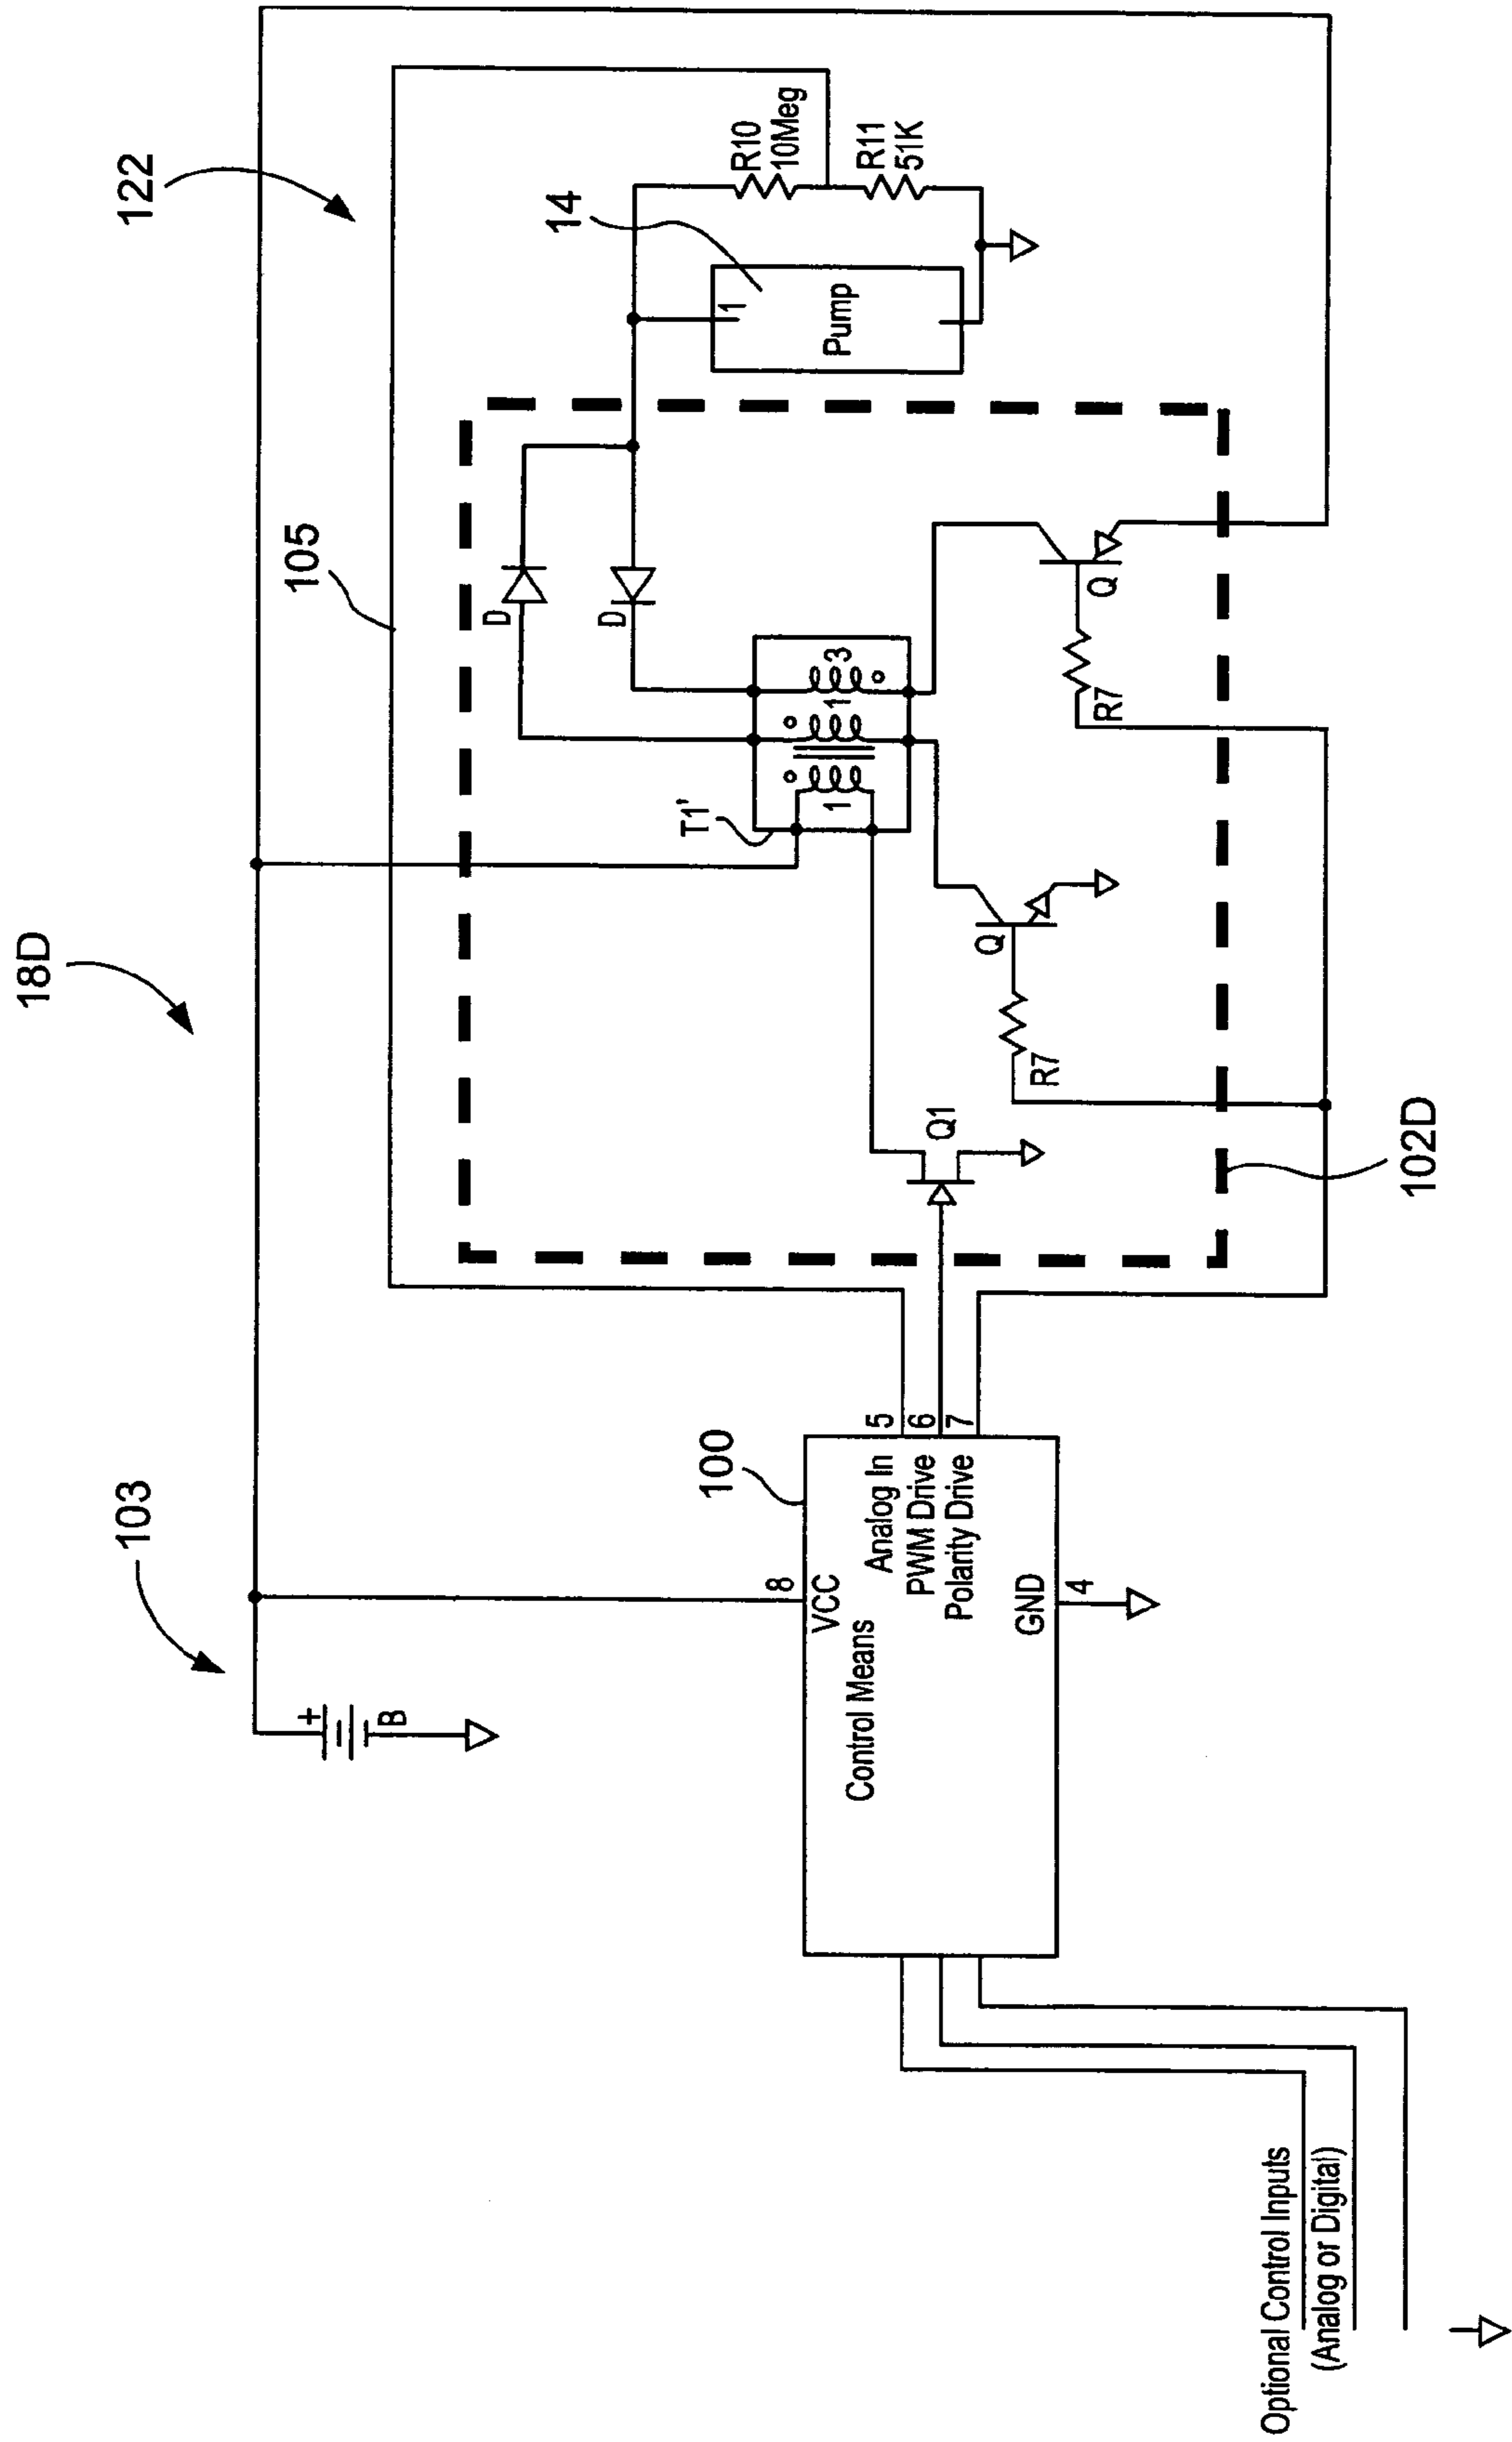 18D
103
122
105
+
B
100
8
VCC
Control Means
Analog In
PWM Drive
Polarity Drive
GND
4
5
6
7
Optional Control Inputs
(Analog or Digital)
Q1
R7
Q
T1'
1
1
3
D
D
R7
Q
102D
14
1
Pump
R10
10Meg
R11
51K